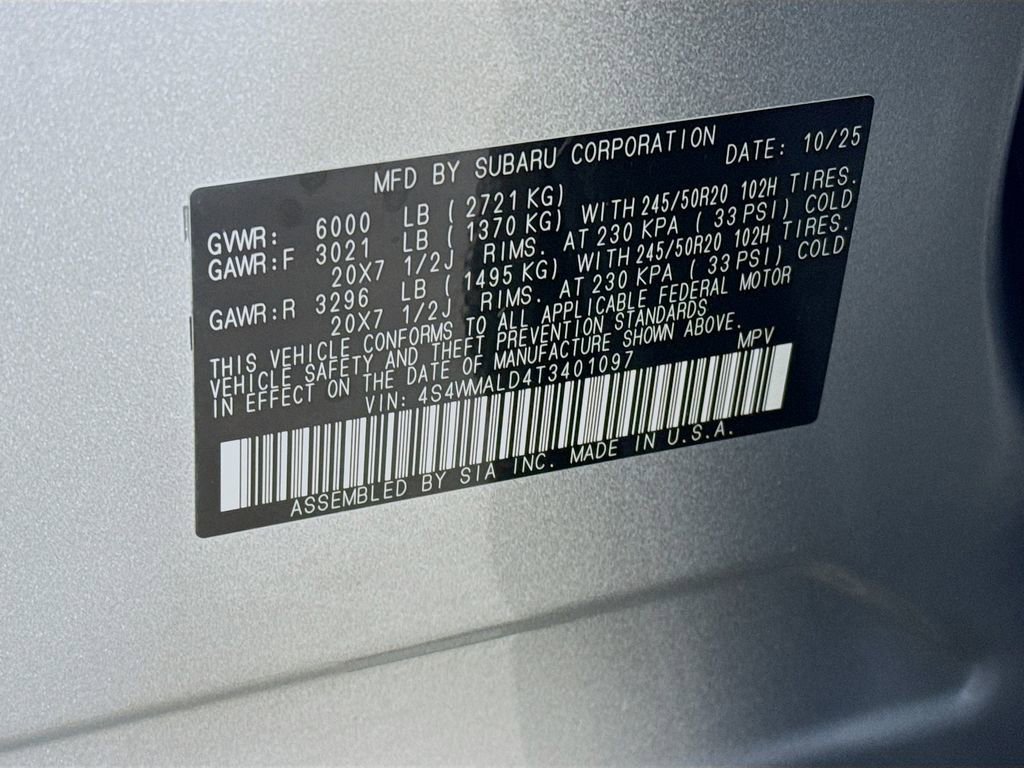 MFD BY SUBARU CORPORATION DATE: 10/25
GVWR: 6000 LB ( 2721 KG)
GAWR:F 3021 LB ( 1370 KG) WITH 245/50R20 102H TIRES.
20X7 1/2J RIMS. AT 230 KPA ( 33 PSI) COLD
GAWR:R 3296 LB ( 1495 KG) WITH 245/50R20 102H TIRES.
20X7 1/2J RIMS. AT 230 KPA ( 33 PSI) COLD
THIS VEHICLE CONFORMS TO ALL APPLICABLE FEDERAL MOTOR
VEHICLE SAFETY AND THEFT PREVENTION STANDARDS
IN EFFECT ON THE DATE OF MANUFACTURE SHOWN ABOVE.
VIN: 4S4WMALD4T3401097 MPV
ASSEMBLED BY SIA INC. MADE IN U.S.A.